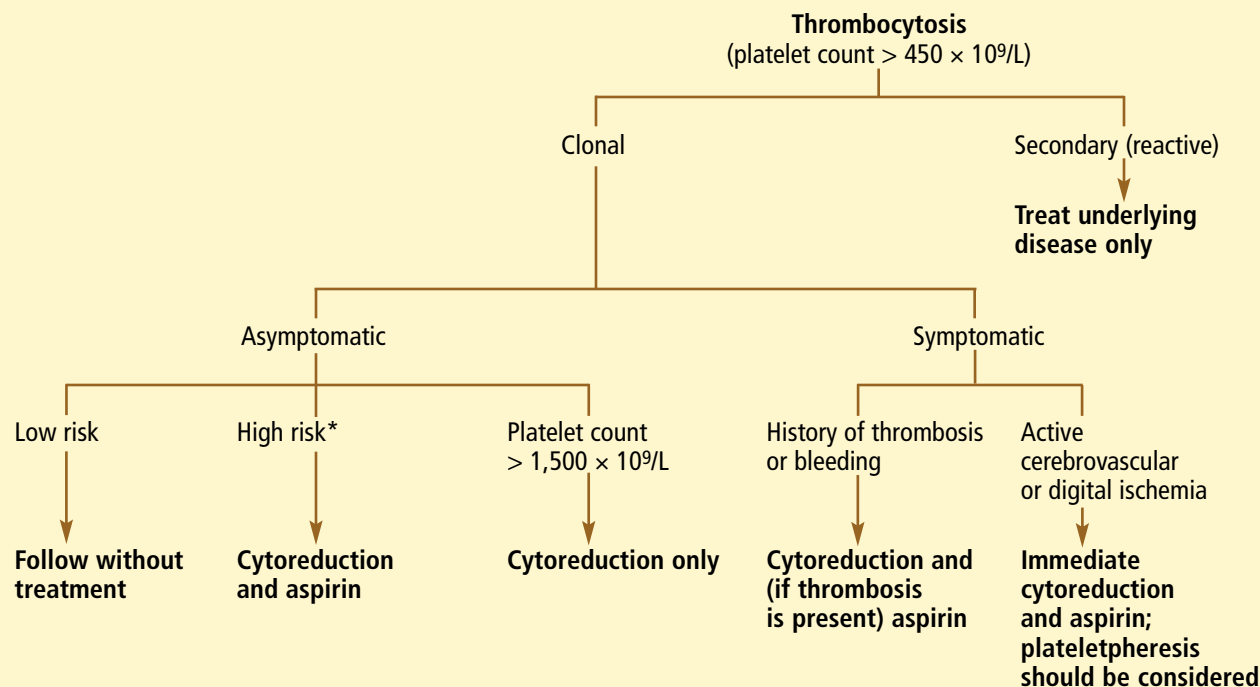 Thrombocytosis
(platelet count > 450 × 10⁹/L)
Clonal
Secondary (reactive)
Treat underlying
disease only
Asymptomatic
Symptomatic
Low risk
High risk*
Platelet count
> 1,500 × 10⁹/L
History of thrombosis
or bleeding
Active
cerebrovascular
or digital ischemia
Follow without
treatment
Cytoreduction
and aspirin
Cytoreduction only
Cytoreduction and
(if thrombosis
is present) aspirin
Immediate
cytoreduction
and aspirin;
plateletpheresis
should be considered